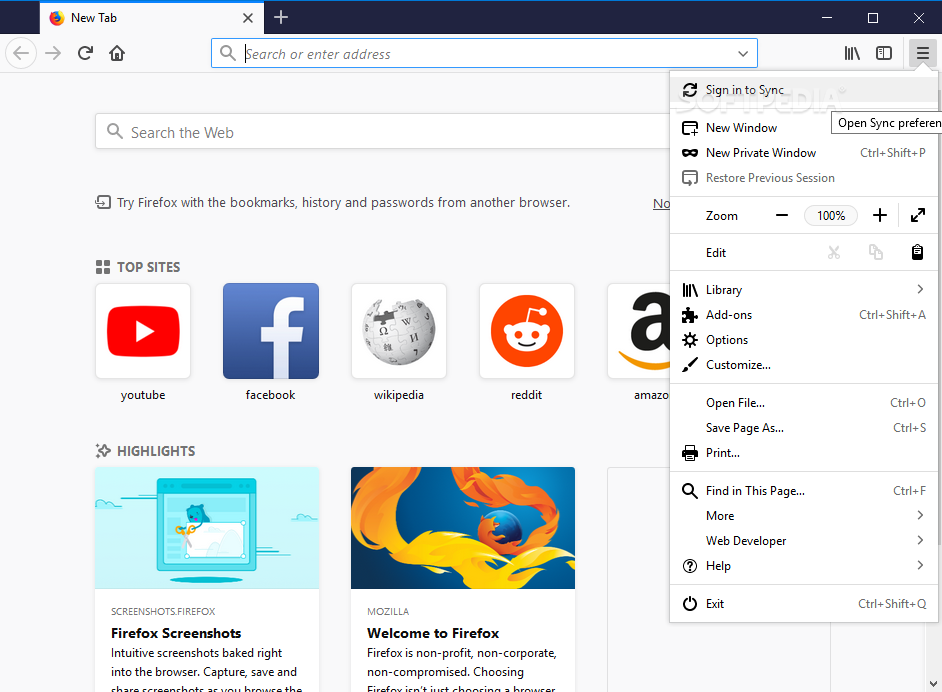 New Tab
Search or enter address
Sign in to Sync
SOFTPEDIA
Open Sync preferen
Search the Web
New Window
New Private Window Ctrl+Shift+P
Restore Previous Session
Try Firefox with the bookmarks, history and passwords from another browser. No
Zoom 100%
Edit
TOP SITES
Library
Add-ons Ctrl+Shift+A
Options
Customize...
youtube facebook wikipedia reddit amazo
Open File... Ctrl+O
Save Page As... Ctrl+S
Print...
HIGHLIGHTS
Find in This Page... Ctrl+F
More
Web Developer
Help
Exit Ctrl+Shift+Q
SCREENSHOTS.FIREFOX
Firefox Screenshots
Intuitive screenshots baked right
into the browser. Capture, save and
share screenshots as you browse the
MOZILLA
Welcome to Firefox
Firefox is non-profit, non-corporate,
non-compromised. Choosing
Firefox isn't just choosing a browser